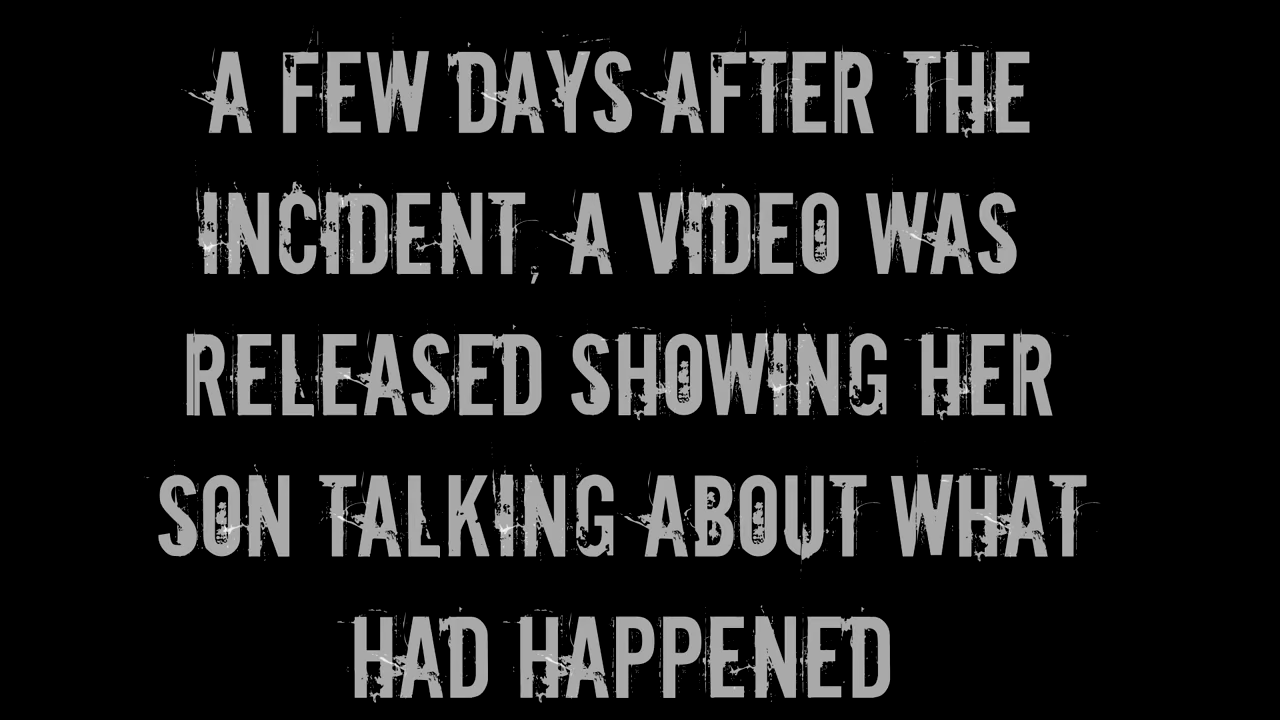 A FEW DAYS AFTER THE
INCIDENT, A VIDEO WAS
RELEASED SHOWING HER
SON TALKING ABOUT WHAT
HAD HAPPENED